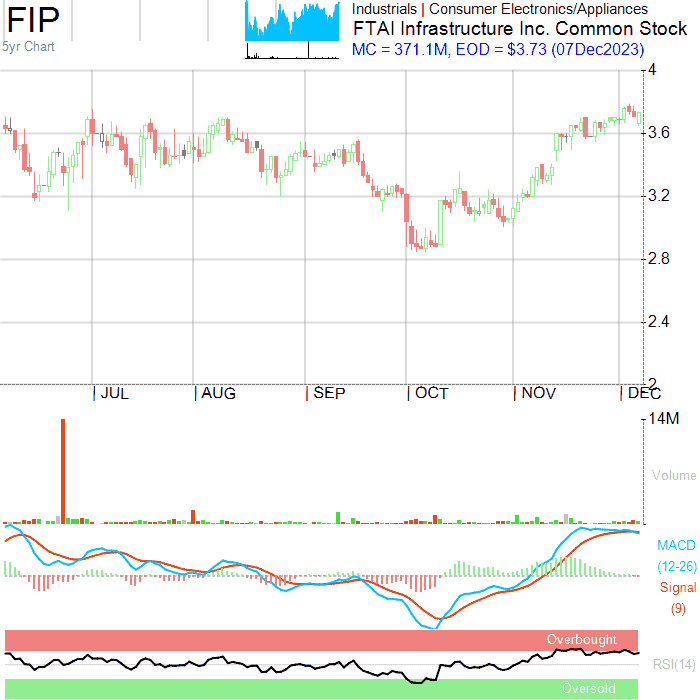 FIP
5yr Chart
Industrials | Consumer Electronics/Appliances
FTAI Infrastructure Inc. Common Stock
MC = 371.1M, EOD = $3.73 (07Dec2023)
4
3.6
3.2
2.8
2.4
2
JUL AUG SEP OCT NOV DEC
14M
Volume
MACD
(12-26)
Signal
(9)
Overbought
RSI(14)
Oversold